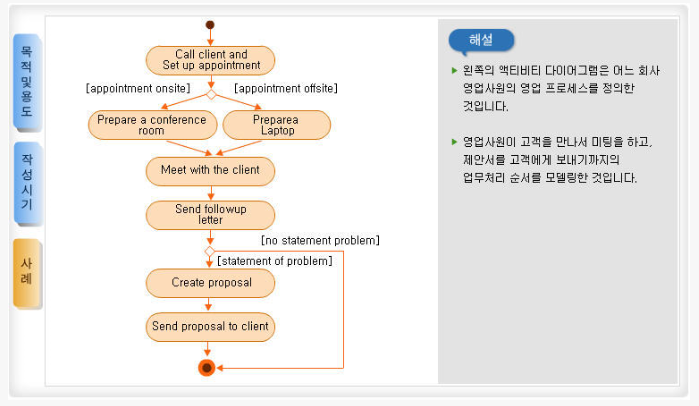 목적및용도
작성시기
사례
Call client and
Set up appointment
[appointment onsite]
[appointment offsite]
Prepare a conference
room
Preparea
Laptop
Meet with the client
Send followup
letter
[no statement problem]
[statement of problem]
Create proposal
Send proposal to client
해설
왼쪽의 액티비티 다이어그램은 어느 회사
영업사원의 영업 프로세스를 정의한
것입니다.
영업사원이 고객을 만나서 미팅을 하고,
제안서를 고객에게 보내기까지의
업무처리 순서를 모델링한 것입니다.